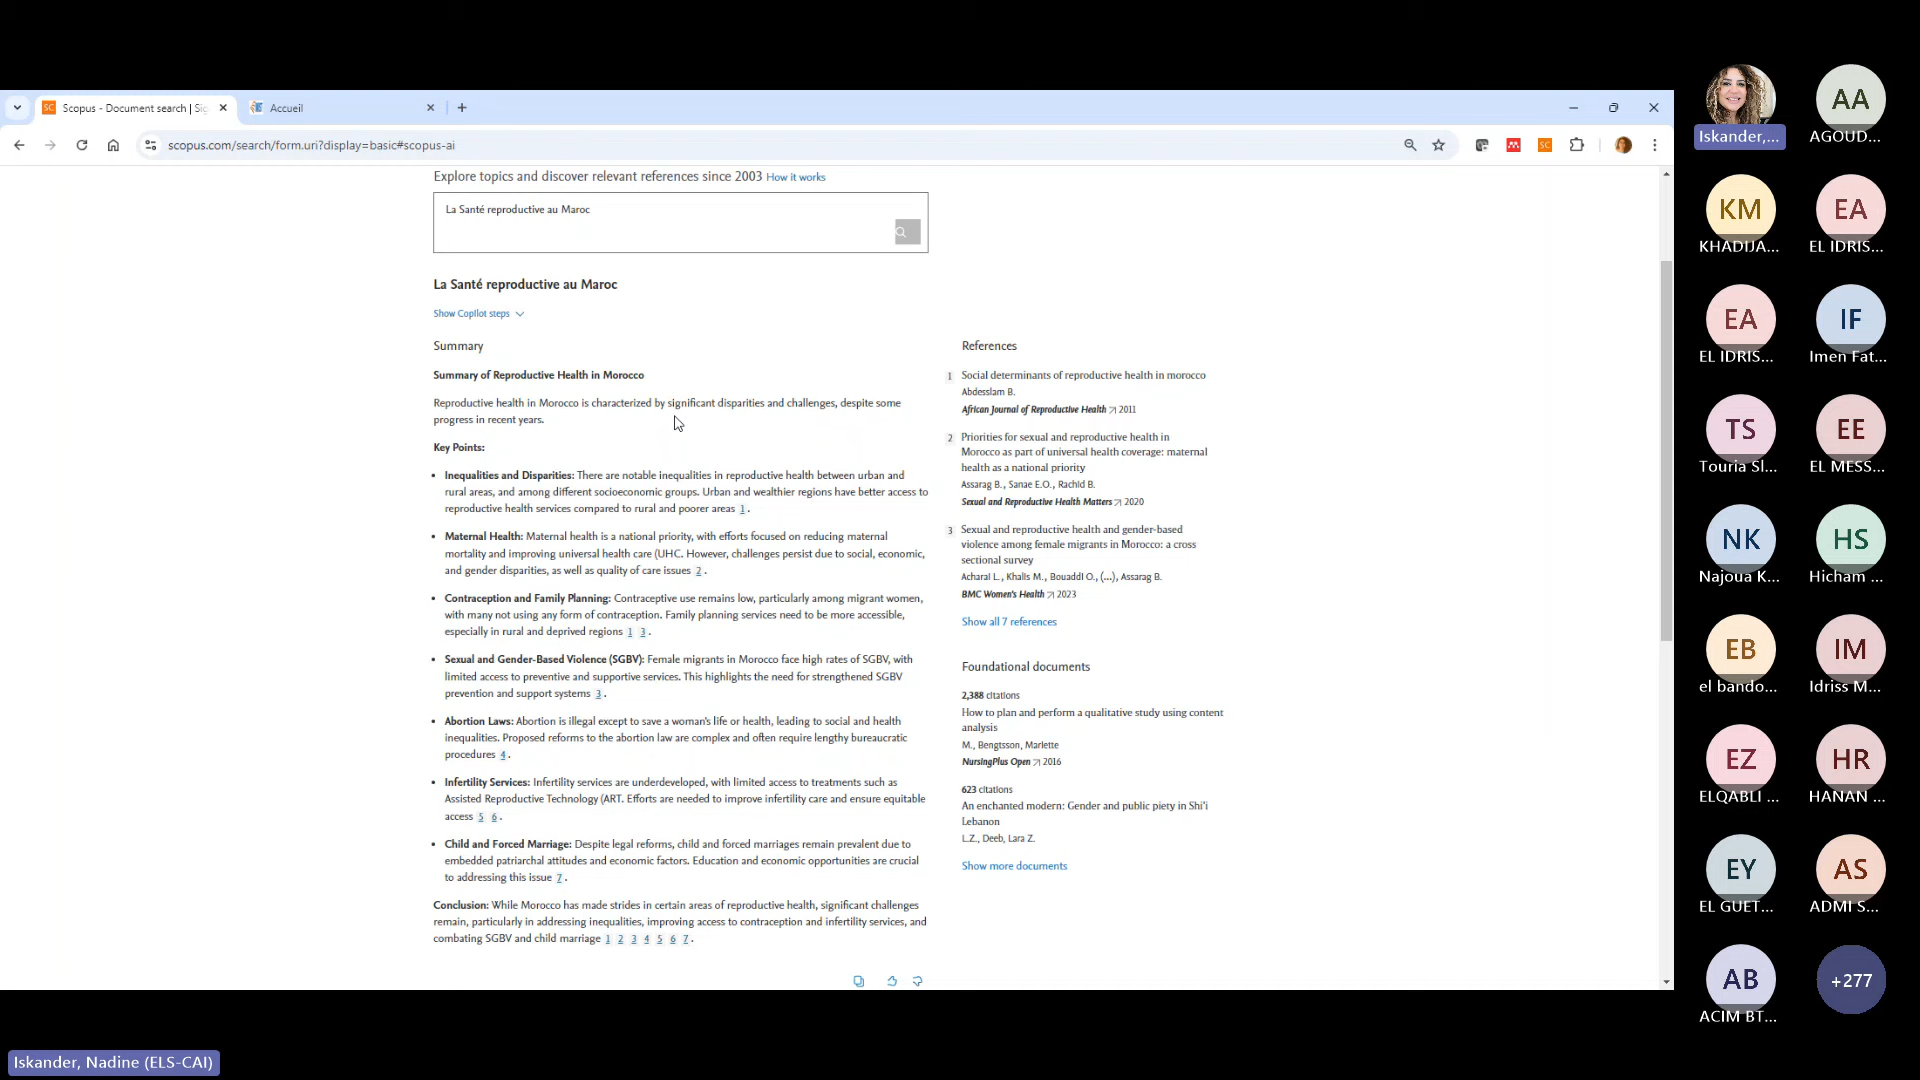 Scopus - Document search | Sig
Accueil
scopus.com/search/form.uri?display=basic#scopus-ai
Explore topics and discover relevant references since 2003 How it works
La Santé reproductive au Maroc
La Santé reproductive au Maroc
Show Copilot steps
Summary
Summary of Reproductive Health in Morocco
Reproductive health in Morocco is characterized by significant disparities and challenges, despite some
progress in recent years.
Key Points:
• Inequalities and Disparities: There are notable inequalities in reproductive health between urban and
rural areas, and among different socioeconomic groups. Urban and wealthier regions have better access to
reproductive health services compared to rural and poorer areas 1 .
• Maternal Health: Maternal health is a national priority, with efforts focused on reducing maternal
mortality and improving universal health care (UHC. However, challenges persist due to social, economic,
and gender disparities, as well as quality of care issues 2 .
• Contraception and Family Planning: Contraceptive use remains low, particularly among migrant women,
with many not using any form of contraception. Family planning services need to be more accessible,
especially in rural and deprived regions 1 3 .
• Sexual and Gender-Based Violence (SGBV): Female migrants in Morocco face high rates of SGBV, with
limited access to preventive and supportive services. This highlights the need for strengthened SGBV
prevention and support systems 3 .
• Abortion Laws: Abortion is illegal except to save a woman's life or health, leading to social and health
inequalities. Proposed reforms to the abortion law are complex and often require lengthy bureaucratic
procedures 4 .
• Infertility Services: Infertility services are underdeveloped, with limited access to treatments such as
Assisted Reproductive Technology (ART. Efforts are needed to improve infertility care and ensure equitable
access 5 6 .
• Child and Forced Marriage: Despite legal reforms, child and forced marriages remain prevalent due to
embedded patriarchal attitudes and economic factors. Education and economic opportunities are crucial
to addressing this issue 7 .
Conclusion: While Morocco has made strides in certain areas of reproductive health, significant challenges
remain, particularly in addressing inequalities, improving access to contraception and infertility services, and
combating SGBV and child marriage 1 2 3 4 5 6 7 .
References
1 Social determinants of reproductive health in morocco
Abdesslam B.
African Journal of Reproductive Health 2011
2 Priorities for sexual and reproductive health in
Morocco as part of universal health coverage: maternal
health as a national priority
Assarag B., Sanae E.O., Rachid B.
Sexual and Reproductive Health Matters 2020
3 Sexual and reproductive health and gender-based
violence among female migrants in Morocco: a cross
sectional survey
Acharai L., Khalis M., Bouaddi O., (...), Assarag B.
BMC Women's Health 2023
Show all 7 references
Foundational documents
2,388 citations
How to plan and perform a qualitative study using content
analysis
M., Bengtsson, Mariette
NursingPlus Open 2016
623 citations
An enchanted modern: Gender and public piety in Shi'i
Lebanon
L.Z., Deeb, Lara Z.
Show more documents
Iskander,...
AA
AGOUD...
KM
KHADIJA...
EA
EL IDRIS...
EA
EL IDRIS...
IF
Imen Fat...
TS
Touria Sl...
EE
EL MESS...
NK
Najoua K...
HS
Hicham ...
EB
el bando...
IM
Idriss M...
EZ
ELQABLI ...
HR
HANAN ...
EY
EL GUET...
AS
ADMI S...
AB
ACIM BT...
+277
Iskander, Nadine (ELS-CAI)